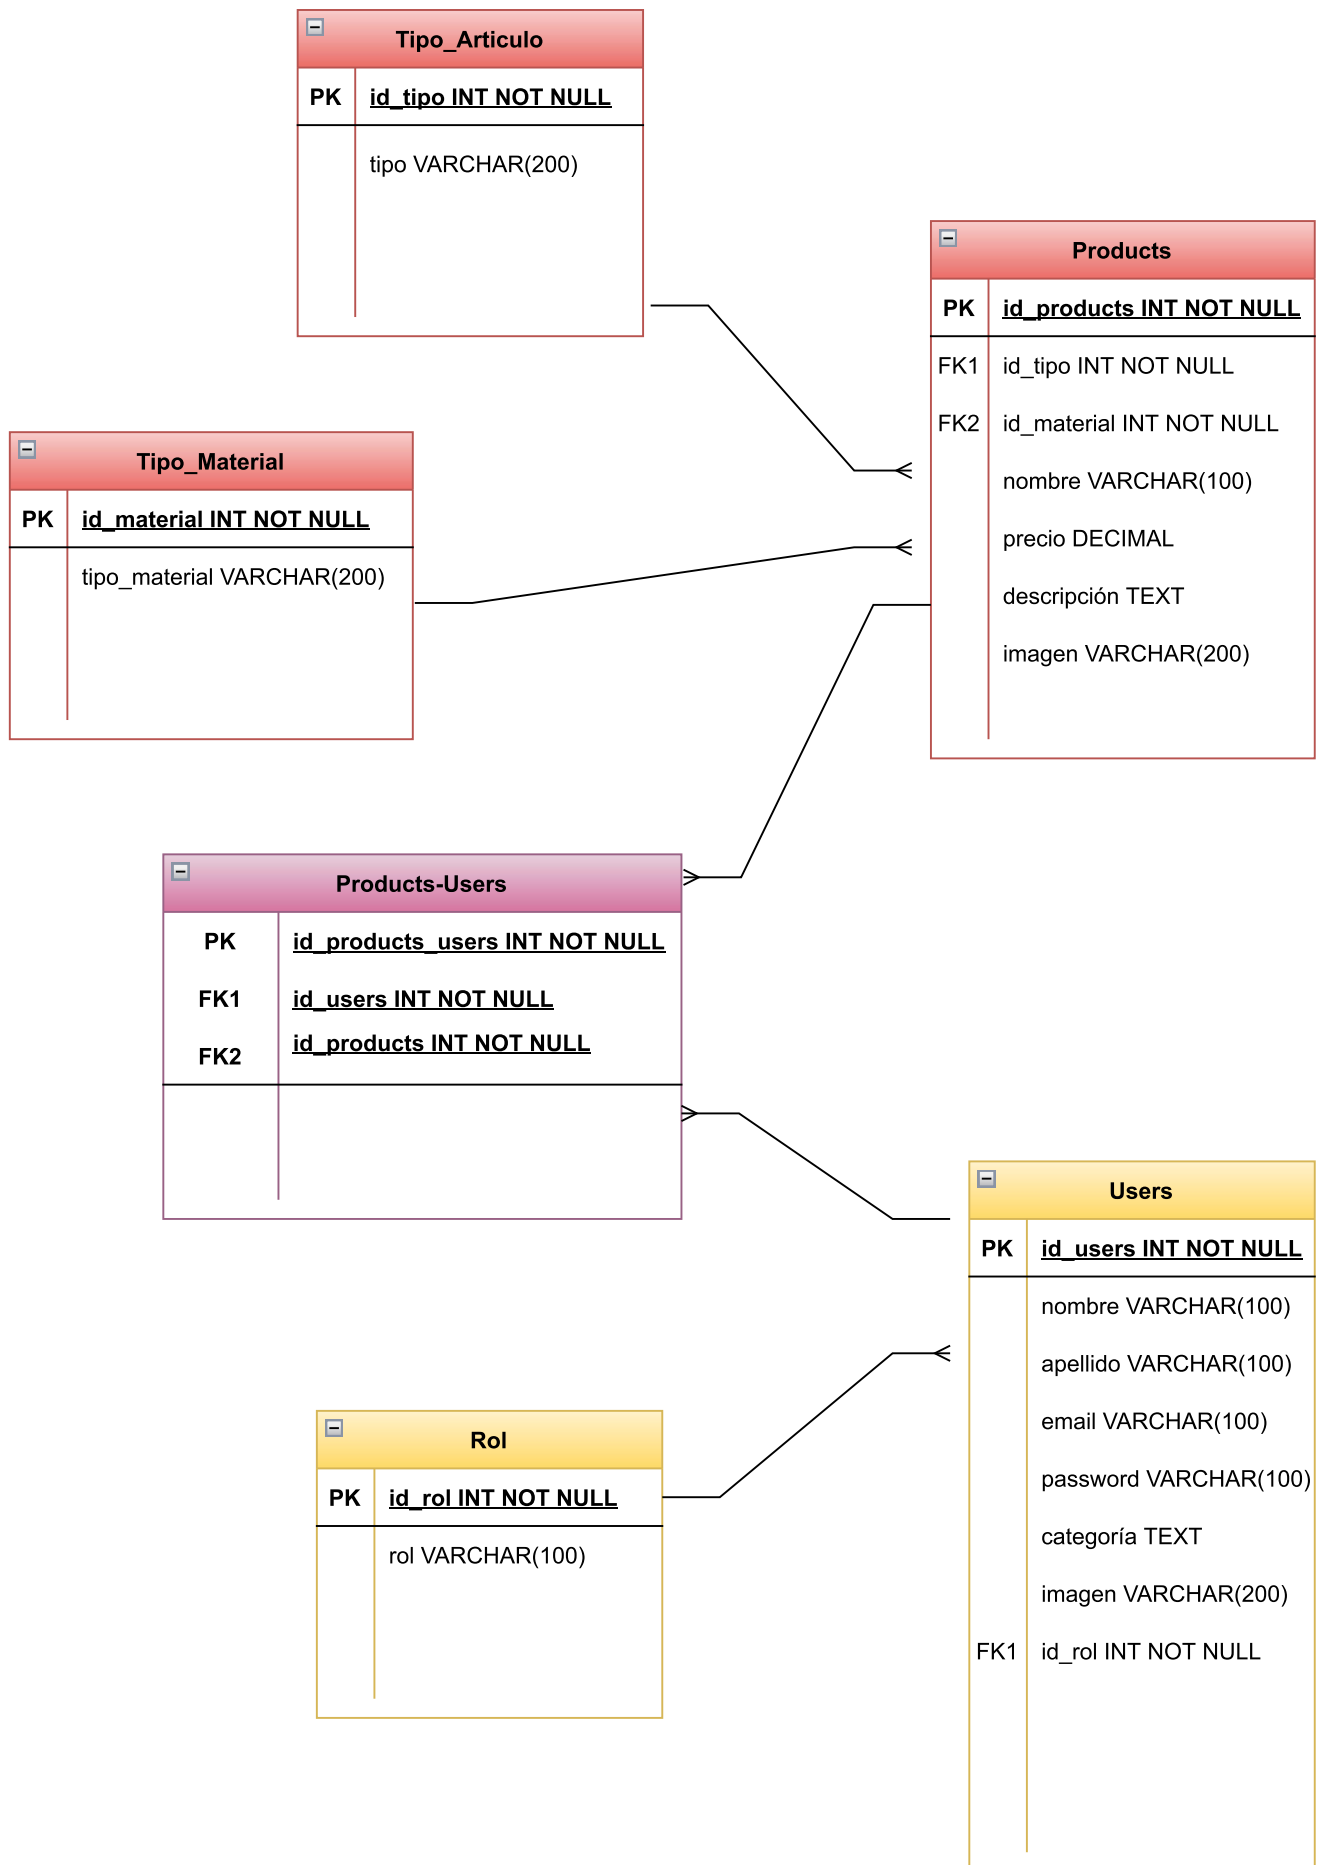 Tipo_Articulo
PK id_tipo INT NOT NULL
tipo VARCHAR(200)
Products
PK id_products INT NOT NULL
FK1 id_tipo INT NOT NULL
FK2 id_material INT NOT NULL
nombre VARCHAR(100)
precio DECIMAL
descripción TEXT
imagen VARCHAR(200)
Tipo_Material
PK id_material INT NOT NULL
tipo_material VARCHAR(200)
Products-Users
PK id_products_users INT NOT NULL
FK1 id_users INT NOT NULL
FK2 id_products INT NOT NULL
Users
PK id_users INT NOT NULL
nombre VARCHAR(100)
apellido VARCHAR(100)
email VARCHAR(100)
password VARCHAR(100)
categoría TEXT
imagen VARCHAR(200)
FK1 id_rol INT NOT NULL
Rol
PK id_rol INT NOT NULL
rol VARCHAR(100)